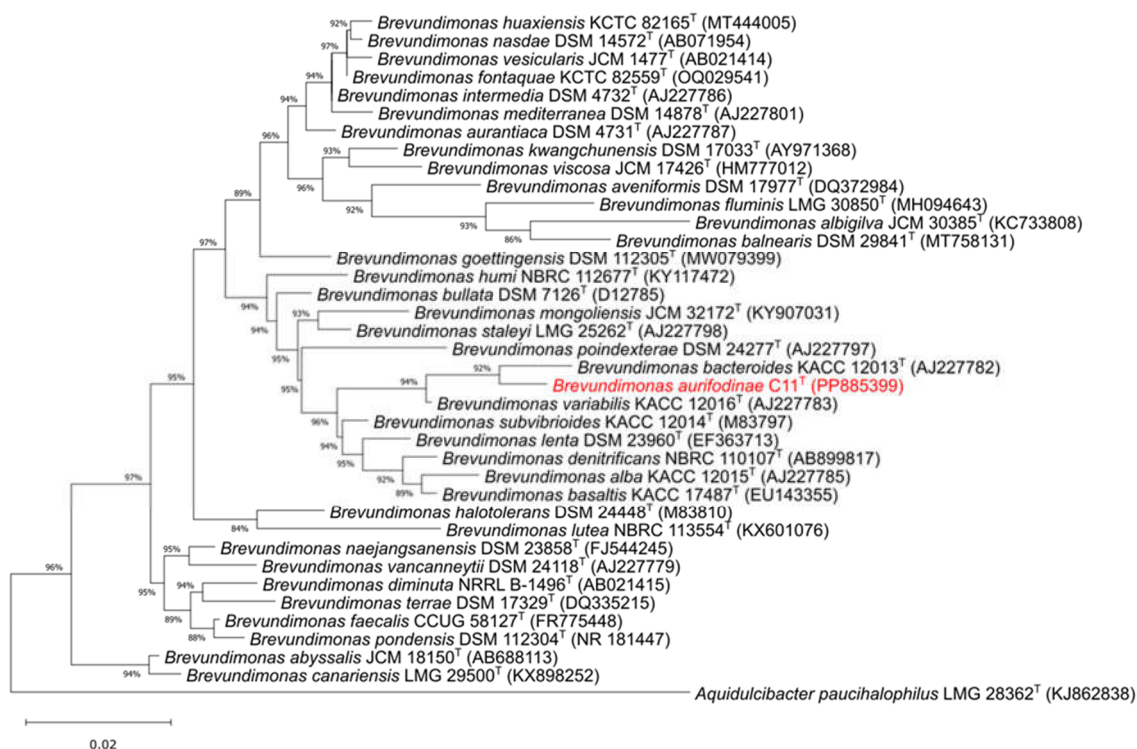 92% Brevundimonas huaxiensis KCTC 82165T (MT444005)
Brevundimonas nasdae DSM 14572T (AB071954)
97% Brevundimonas vesicularis JCM 1477T (AB021414)
Brevundimonas fontaquae KCTC 82559T (OQ029541)
94% Brevundimonas intermedia DSM 4732T (AJ227786)
94% Brevundimonas mediterranea DSM 14878T (AJ227801)
96% Brevundimonas aurantiaca DSM 4731T (AJ227787)
93% Brevundimonas kwangchunensis DSM 17033T (AY971368)
Brevundimonas viscosa JCM 17426T (HM777012)
89% 96% Brevundimonas aveniformis DSM 17977T (DQ372984)
92% Brevundimonas fluminis LMG 30850T (MH094643)
93% Brevundimonas albigilva JCM 30385T (KC733808)
97% 86% Brevundimonas balnearis DSM 29841T (MT758131)
Brevundimonas goettingensis DSM 112305T (MW079399)
Brevundimonas humi NBRC 112677T (KY117472)
94% Brevundimonas bullata DSM 7126T (D12785)
93% Brevundimonas mongoliensis JCM 32172T (KY907031)
94% Brevundimonas staleyi LMG 25262T (AJ227798)
95% Brevundimonas poindexterae DSM 24277T (AJ227797)
92% Brevundimonas bacteroides KACC 12013T (AJ227782)
95% 95% 94% Brevundimonas aurifodinae C11T (PP885399)
Brevundimonas variabilis KACC 12016T (AJ227783)
96% Brevundimonas subvibrioides KACC 12014T (M83797)
94% Brevundimonas lenta DSM 23960T (EF363713)
95% Brevundimonas denitrificans NBRC 110107T (AB899817)
97% 92% Brevundimonas alba KACC 12015T (AJ227785)
89% Brevundimonas basaltis KACC 17487T (EU143355)
Brevundimonas halotolerans DSM 24448T (M83810)
84% Brevundimonas lutea NBRC 113554T (KX601076)
95% Brevundimonas naejangsanensis DSM 23858T (FJ544245)
96% Brevundimonas vancanneytii DSM 24118T (AJ227779)
95% 94% Brevundimonas diminuta NRRL B-1496T (AB021415)
Brevundimonas terrae DSM 17329T (DQ335215)
89% Brevundimonas faecalis CCUG 58127T (FR775448)
88% Brevundimonas pondensis DSM 112304T (NR 181447)
Brevundimonas abyssalis JCM 18150T (AB688113)
94% Brevundimonas canariensis LMG 29500T (KX898252)
Aquidulcibacter paucihalophilus LMG 28362T (KJ862838)
0.02